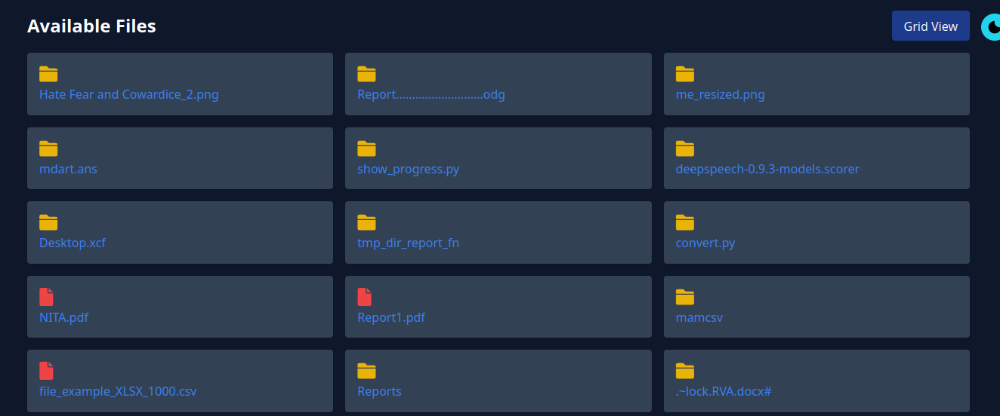 Available Files
Grid View
Hate Fear and Cowardice_2.png
Report...........................odg
me_resized.png
mdart.ans
show_progress.py
deepspeech-0.9.3-models.scorer
Desktop.xcf
tmp_dir_report_fn
convert.py
NITA.pdf
Report1.pdf
mamcsv
file_example_XLSX_1000.csv
Reports
.~lock.RVA.docx#